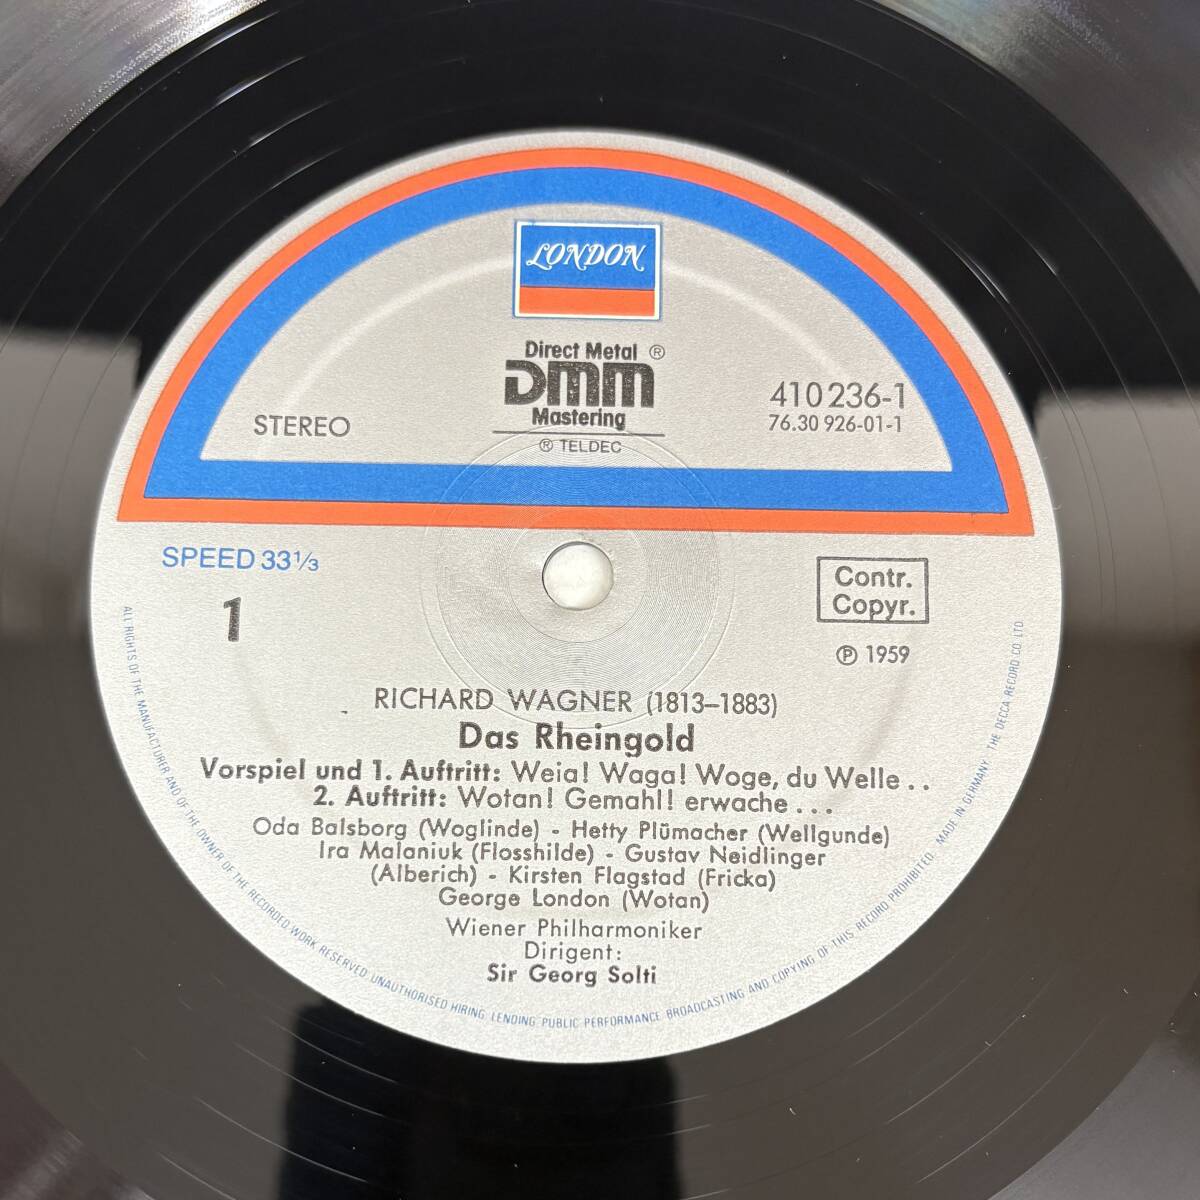 LONDON
Direct Metal ®
DMM
Mastering
® TELDEC
STEREO
410 236-1
76.30 926-01-1
SPEED 33 1/3
1
Contr.
Copyr.
℗ 1959
RICHARD WAGNER (1813–1883)
Das Rheingold
Vorspiel und 1. Auftritt: Weia! Waga! Woge, du Welle . .
2. Auftritt: Wotan! Gemahl! erwache . . .
Oda Balsborg (Woglinde) - Hetty Plümacher (Wellgunde)
Ira Malaniuk (Flosshilde) - Gustav Neidlinger
(Alberich) - Kirsten Flagstad (Fricka)
George London (Wotan)
Wiener Philharmoniker
Dirigent:
Sir Georg Solti
ALL RIGHTS OF THE MANUFACTURER AND OF THE OWNER OF THE RECORDED WORK RESERVED. UNAUTHORISED HIRING, LENDING, PUBLIC PERFORMANCE, BROADCASTING AND COPYING OF THIS RECORD PROHIBITED. MADE IN GERMANY. THE DECCA RECORD CO LTD.